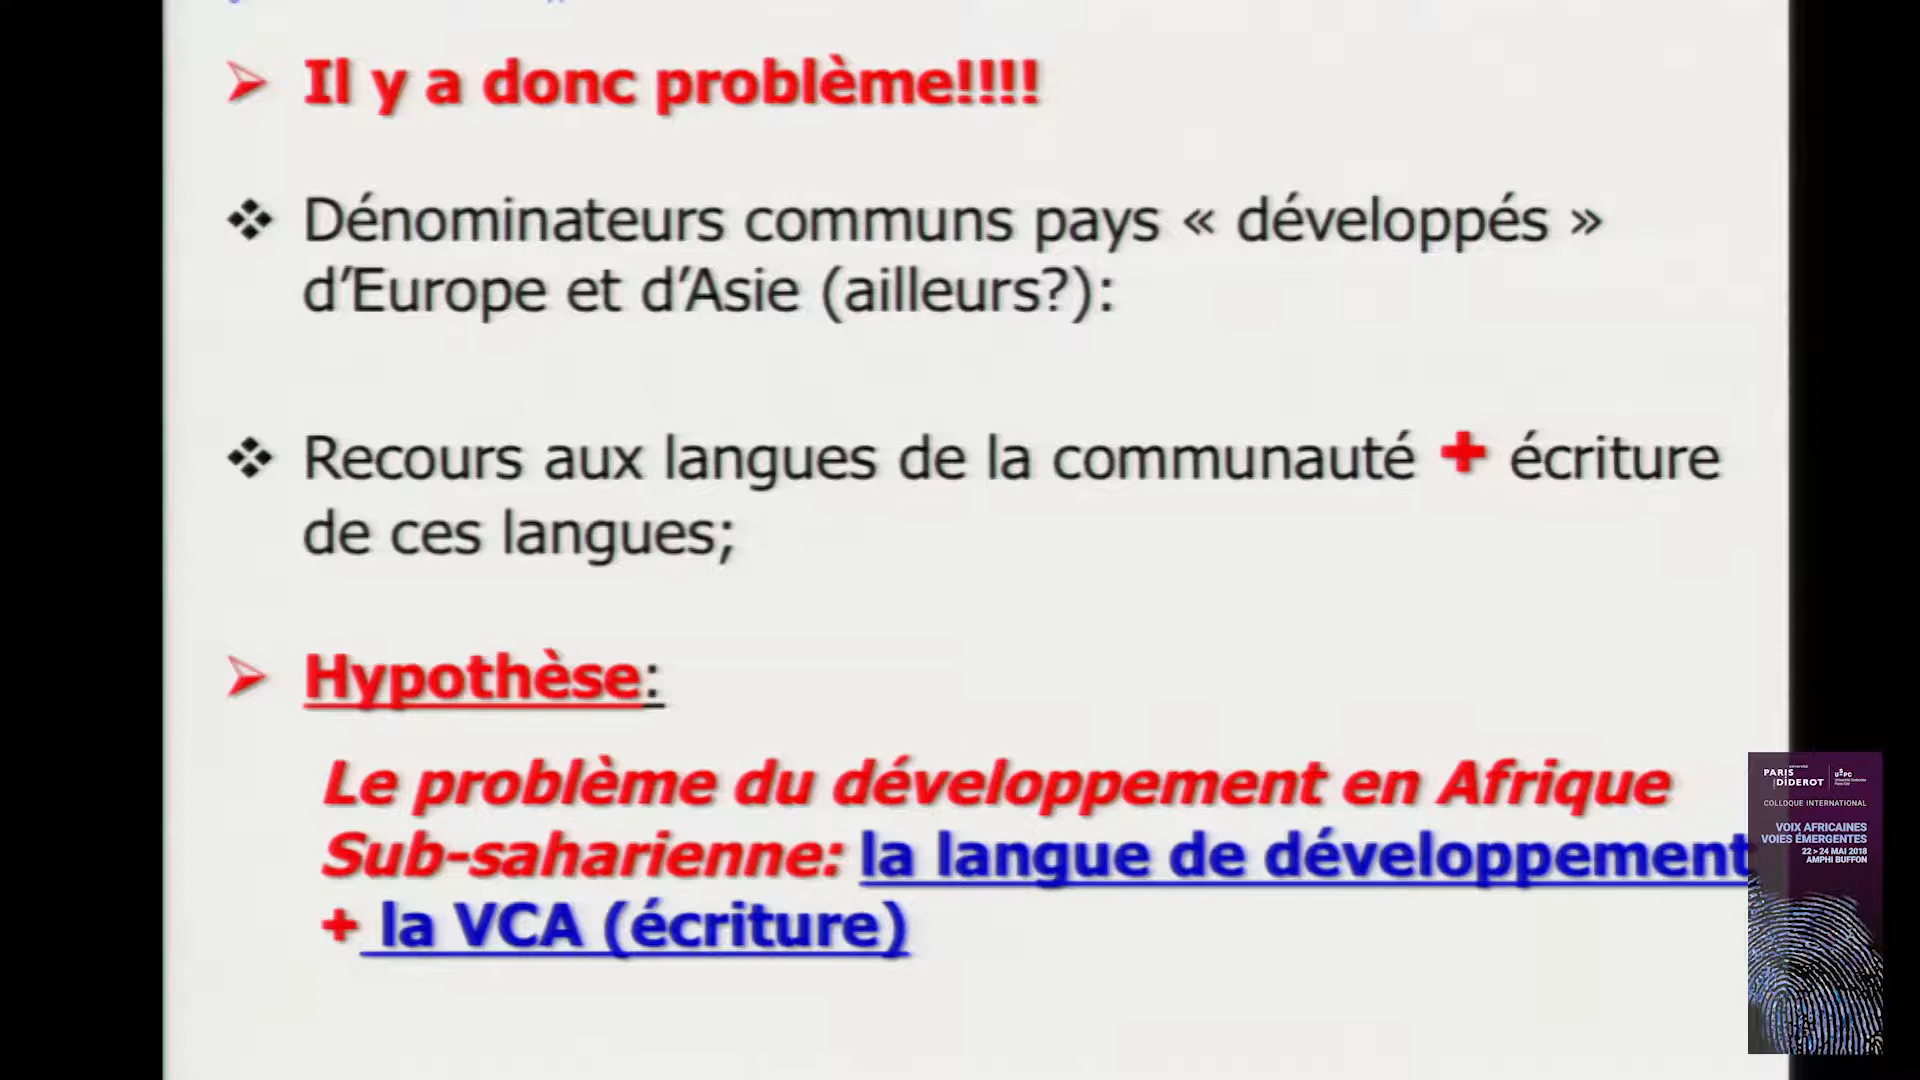 Il y a donc problème!!!!
Dénominateurs communs pays « développés »
d’Europe et d’Asie (ailleurs?):
Recours aux langues de la communauté + écriture
de ces langues;
Hypothèse:
Le problème du développement en Afrique
Sub-saharienne: la langue de développement
+ la VCA (écriture)
université
PARIS
DIDEROT
USPC
COLLOQUE INTERNATIONAL
VOIX AFRICAINES
VOIES ÉMERGENTES
22 > 24 MAI 2018
AMPHI BUFFON